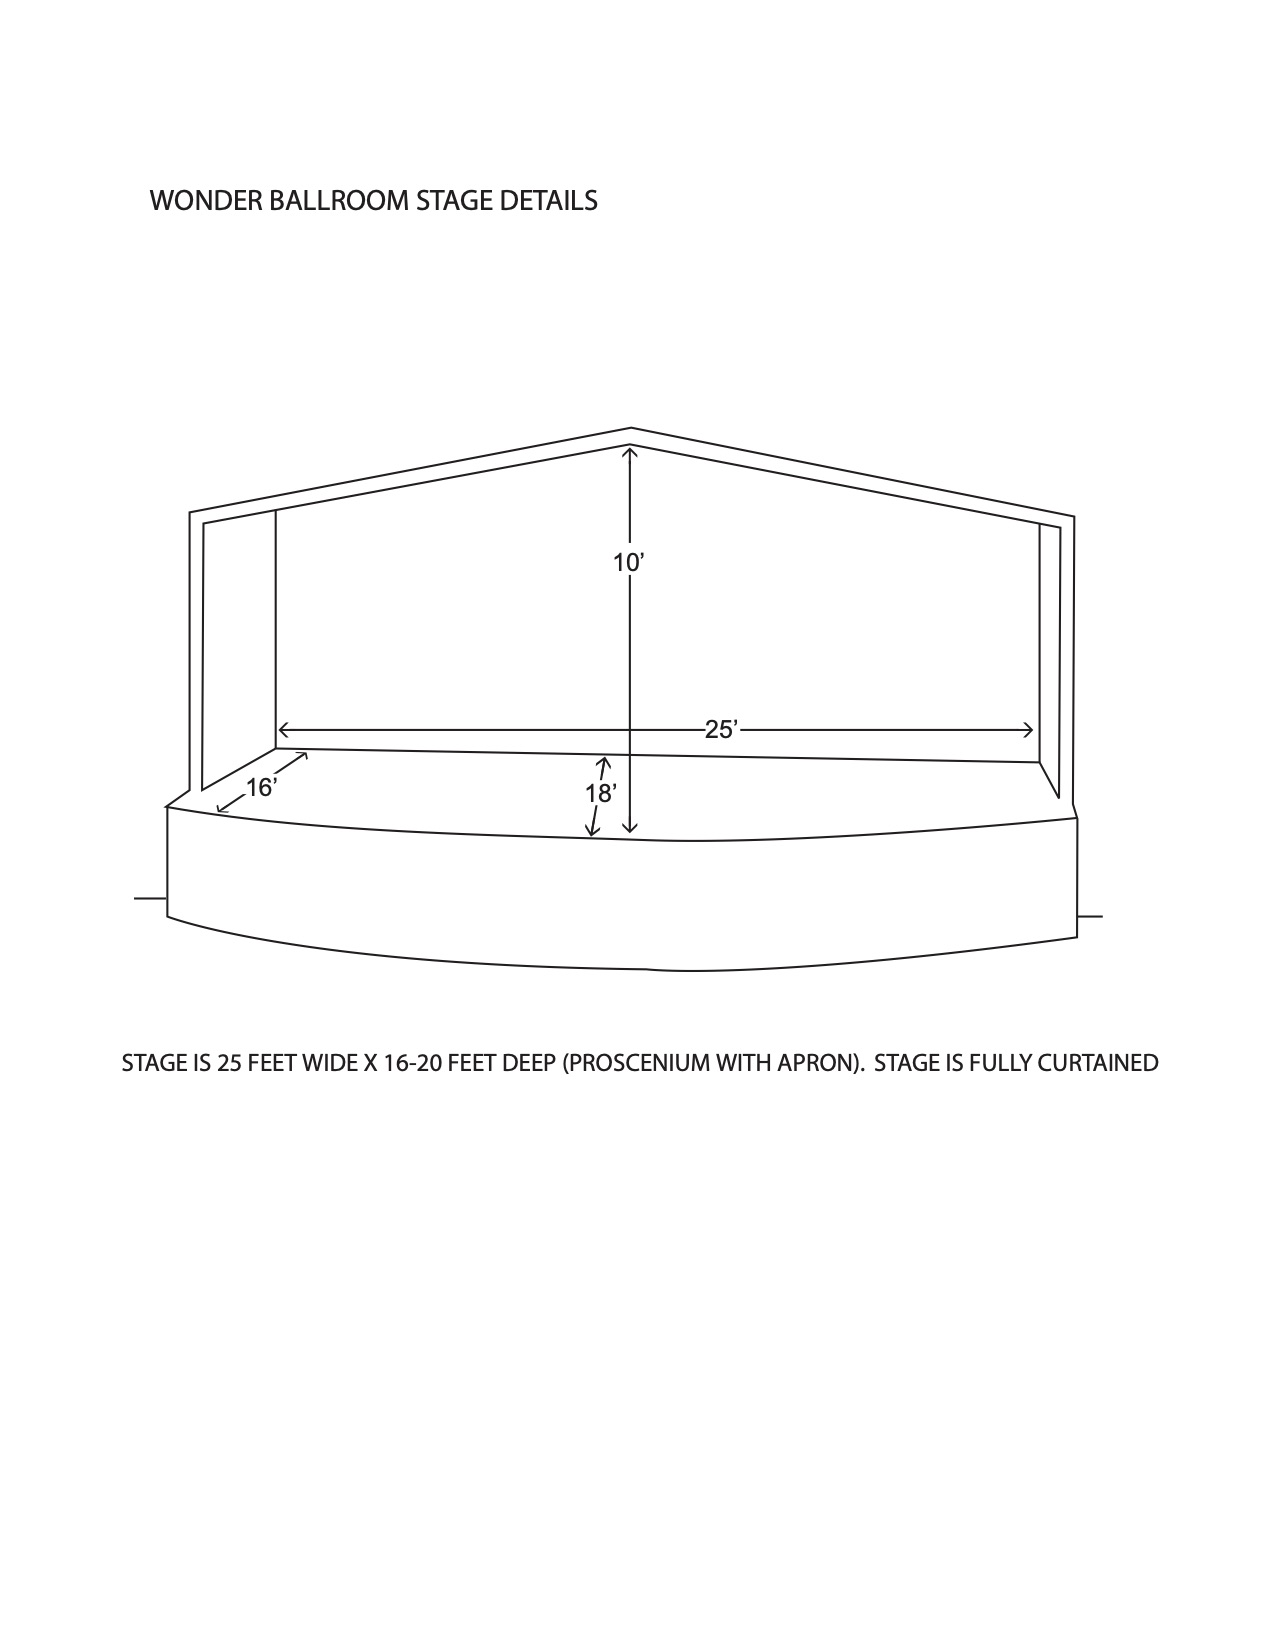 WONDER BALLROOM STAGE DETAILS
10’
25’
16’
18’
STAGE IS 25 FEET WIDE X 16-20 FEET DEEP (PROSCENIUM WITH APRON).  STAGE IS FULLY CURTAINED